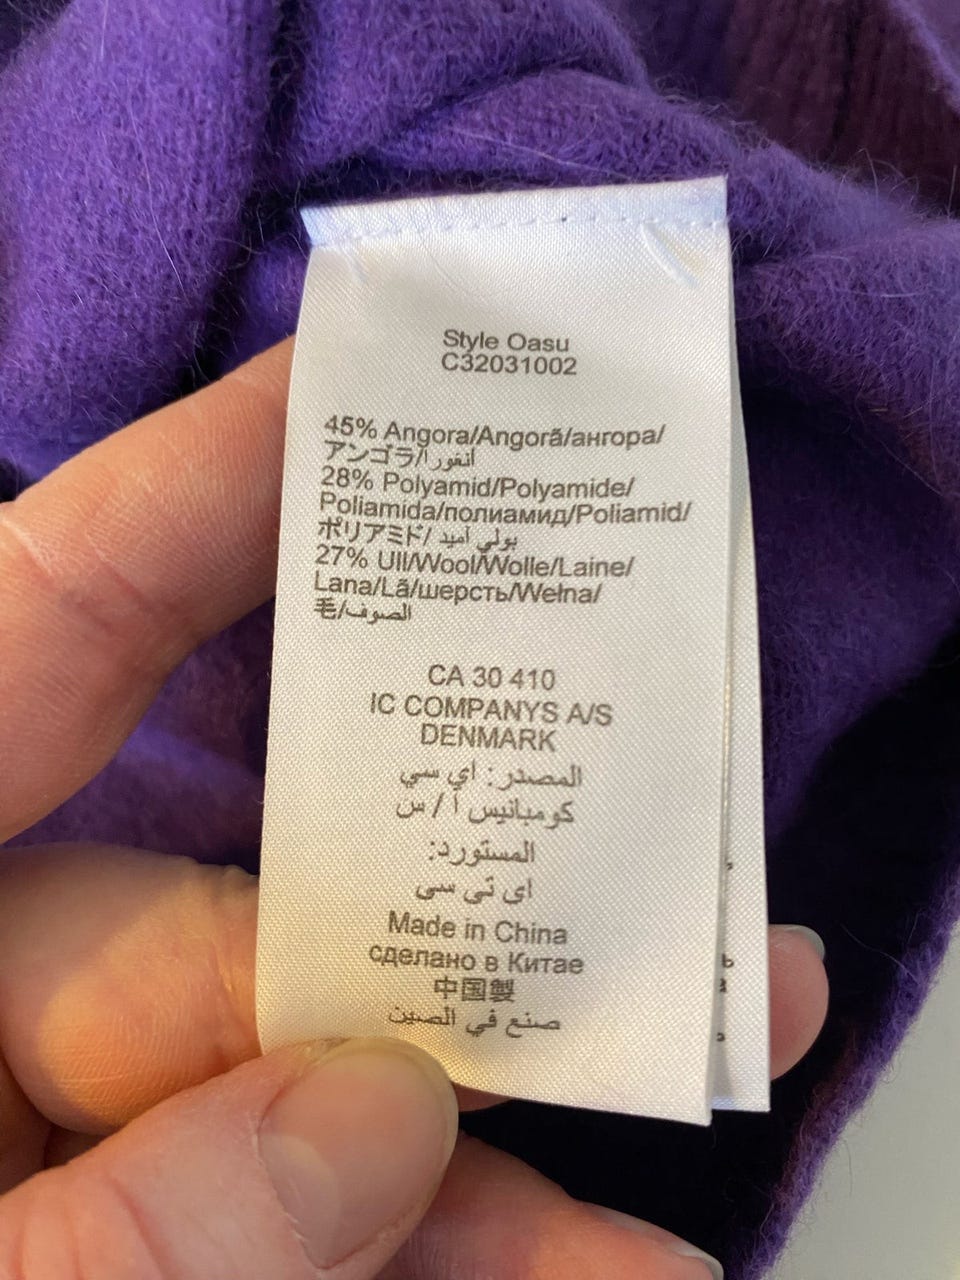 Style Oasu
C32031002
45% Angora/Angoră/ангора/
アンゴラ/أنغورا
28% Polyamid/Polyamide/
Poliamida/полиамид/Poliamid/
ポリアミド/بولي أميد
27% Ull/Wool/Wolle/Laine/
Lana/Lã/шерсть/Wełna/
毛/الصوف
CA 30 410
IC COMPANYS A/S
DENMARK
المصدر: اي سي
كومبانيس أ/س
المستورد:
اى تى سى
Made in China
сделано в Китае
中国製
صنع في الصين